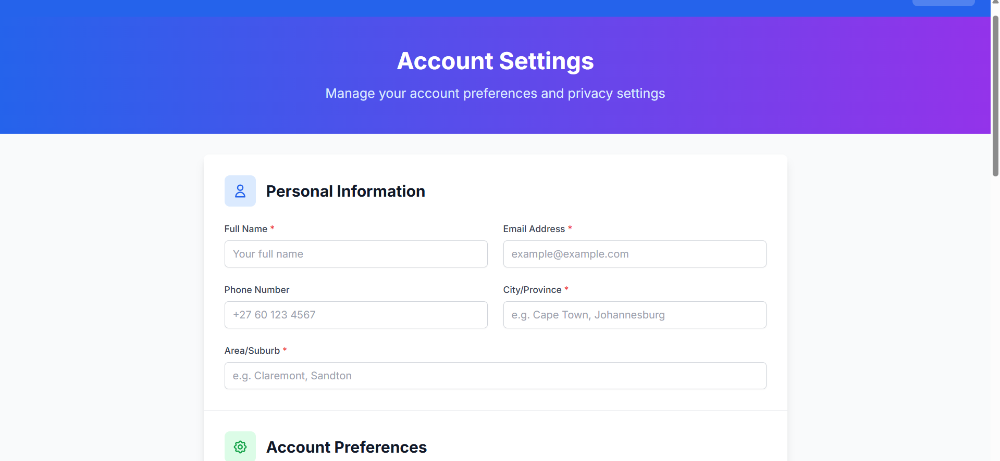 Account Settings
Manage your account preferences and privacy settings
Personal Information
Full Name *
Email Address *
Your full name
example@example.com
Phone Number
City/Province *
+27 60 123 4567
e.g. Cape Town, Johannesburg
Area/Suburb *
e.g. Claremont, Sandton
Account Preferences